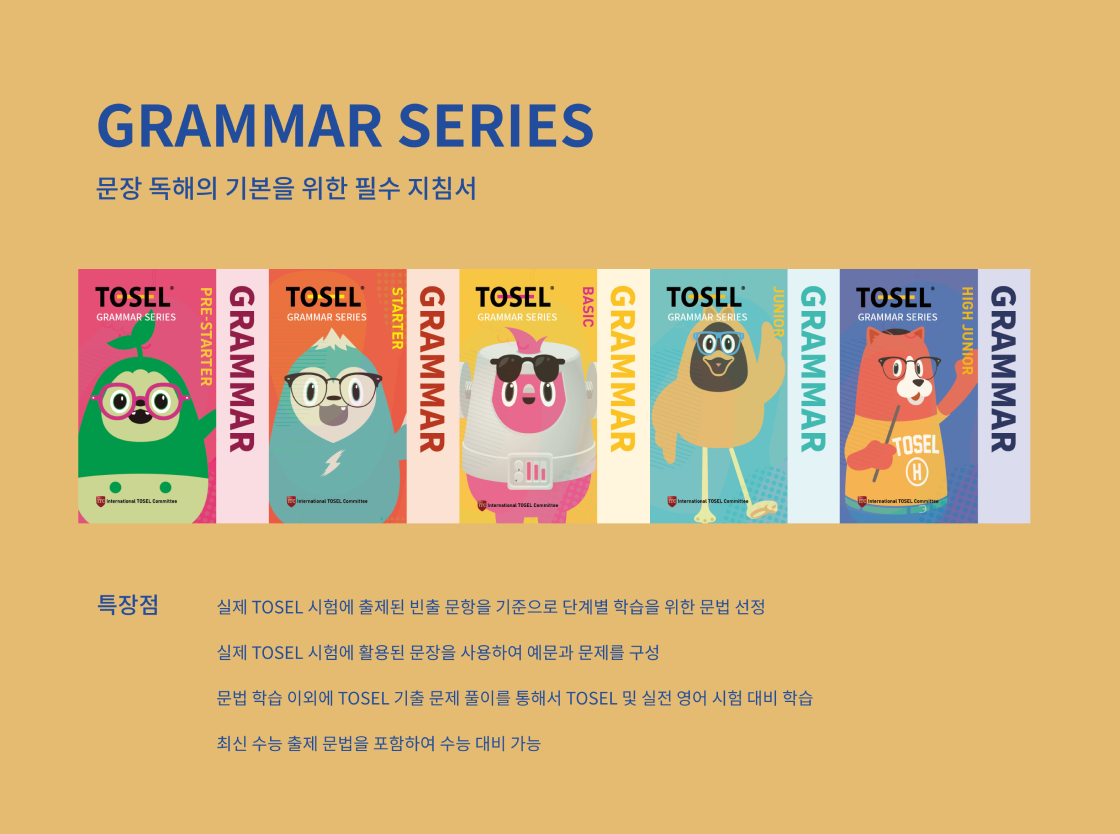 GRAMMAR SERIES
문장 독해의 기본을 위한 필수 지침서
TOSEL®
GRAMMAR SERIES
PRE-STARTER
International TOSEL Committee
GRAMMAR
TOSEL®
GRAMMAR SERIES
STARTER
International TOSEL Committee
GRAMMAR
TOSEL®
GRAMMAR SERIES
BASIC
International TOSEL Committee
GRAMMAR
TOSEL®
GRAMMAR SERIES
JUNIOR
International TOSEL Committee
GRAMMAR
TOSEL®
GRAMMAR SERIES
HIGH JUNIOR
TOSEL
H
International TOSEL Committee
GRAMMAR
특장점
실제 TOSEL 시험에 출제된 빈출 문항을 기준으로 단계별 학습을 위한 문법 선정
실제 TOSEL 시험에 활용된 문장을 사용하여 예문과 문제를 구성
문법 학습 이외에 TOSEL 기출 문제 풀이를 통해서 TOSEL 및 실전 영어 시험 대비 학습
최신 수능 출제 문법을 포함하여 수능 대비 가능